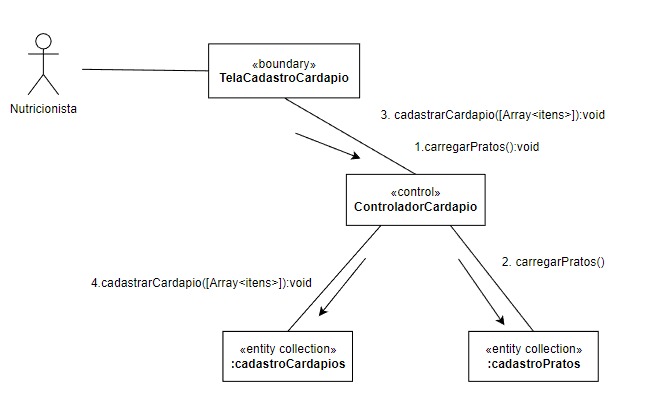 «boundary»
TelaCadastroCardapio
Nutricionista
3. cadastrarCardapio([Array<itens>]):void
1.carregarPratos():void
«control»
ControladorCardapio
2. carregarPratos()
4.cadastrarCardapio([Array<itens>]):void
«entity collection»
:cadastroCardapios
«entity collection»
:cadastroPratos